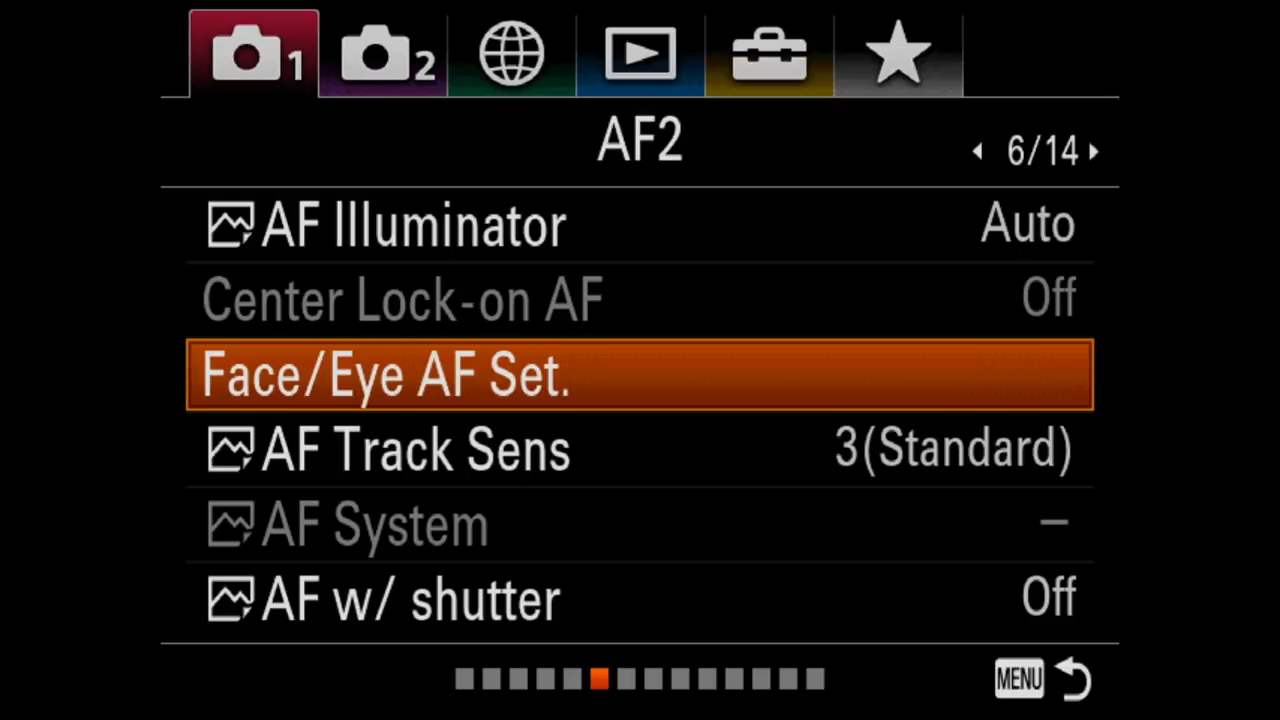 1 2
AF2
6/14
AF Illuminator Auto
Center Lock-on AF Off
Face/Eye AF Set.
AF Track Sens 3(Standard)
AF System –
AF w/ shutter Off
MENU